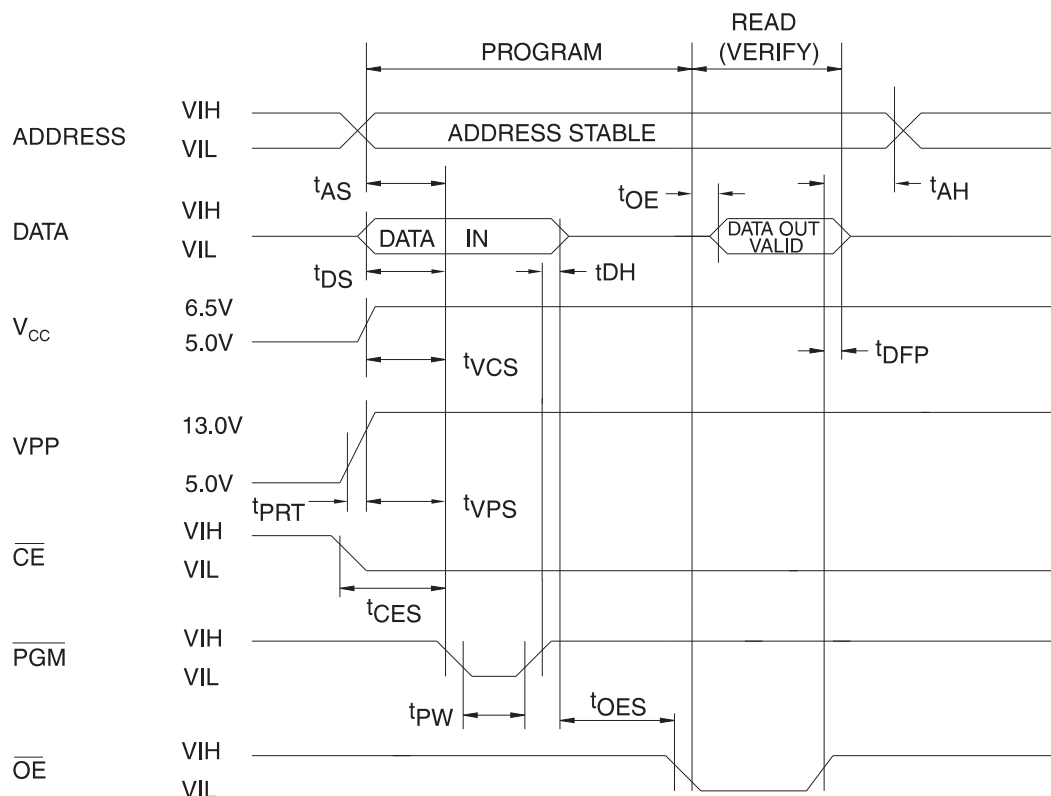 READ
PROGRAM (VERIFY)
ADDRESS VIH
VIL ADDRESS STABLE
tAS tOE tAH
DATA VIH
VIL DATA IN DATA OUT
VALID
tDS tDH
VCC 6.5V
5.0V
tVCS tDFP
VPP 13.0V
5.0V
tPRT tVPS
CE VIH
VIL
tCES
PGM VIH
VIL
tPW tOES
OE VIH
VIL